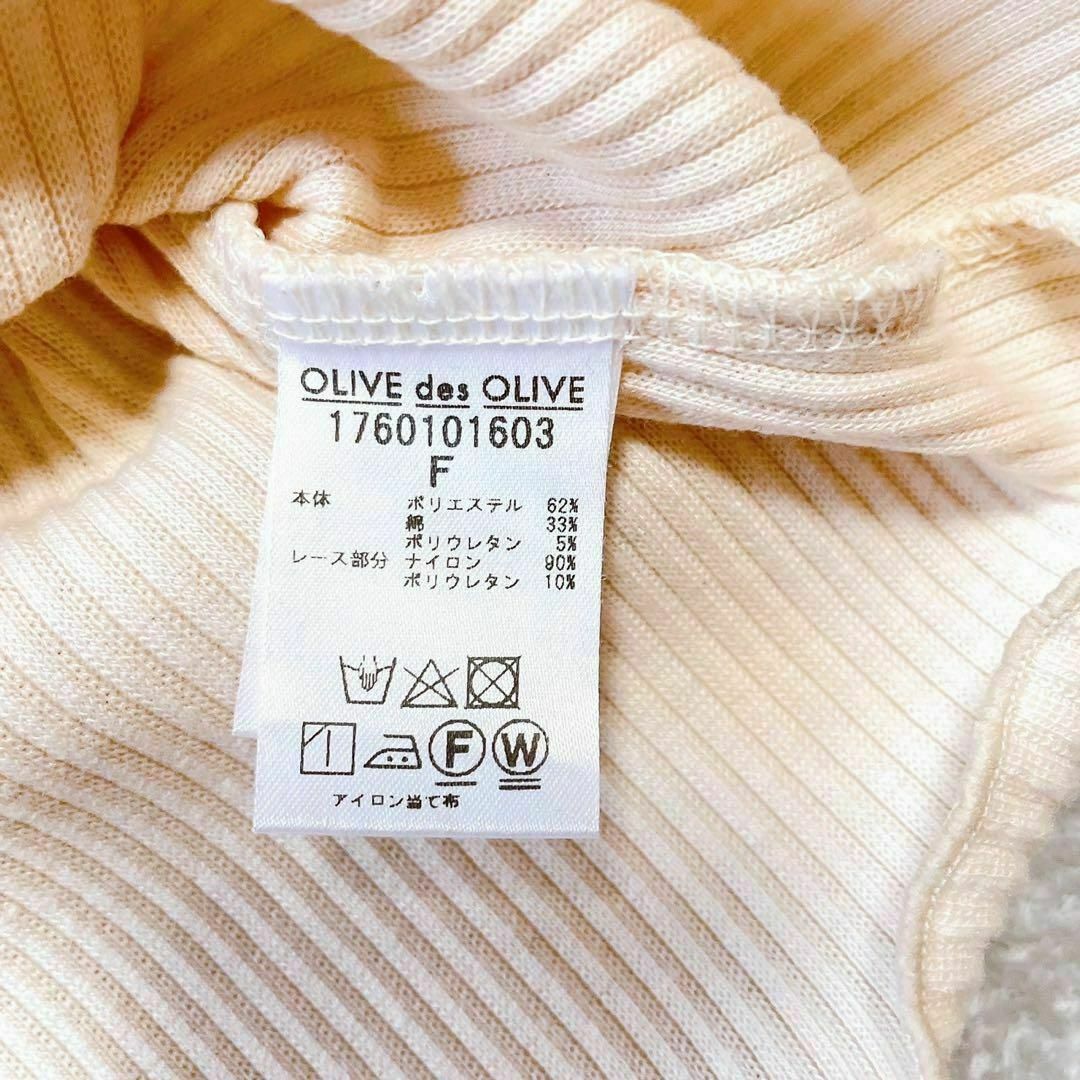 OLIVE des OLIVE
1760101603
F
本体 ポリエステル 62%
綿 33%
ポリウレタン 5%
レース部分 ナイロン 90%
ポリウレタン 10%
F W
アイロン当て布